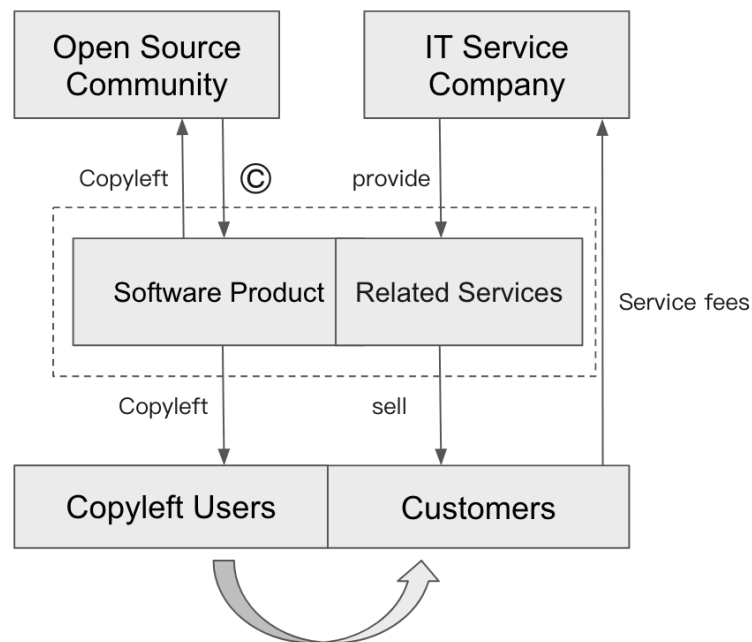 Open Source
Community
IT Service
Company
Copyleft
©
provide
Software Product
Related Services
Service fees
Copyleft
sell
Copyleft Users
Customers